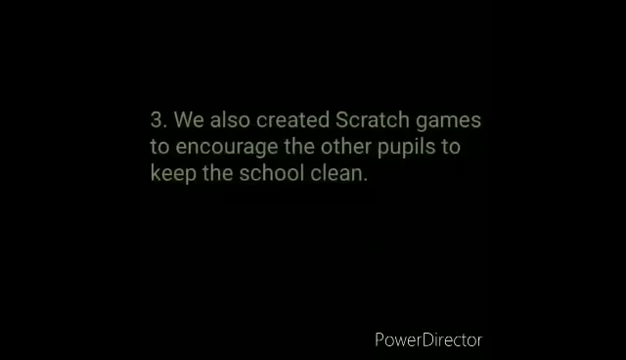 3. We also created Scratch games
to encourage the other pupils to
keep the school clean.
PowerDirector